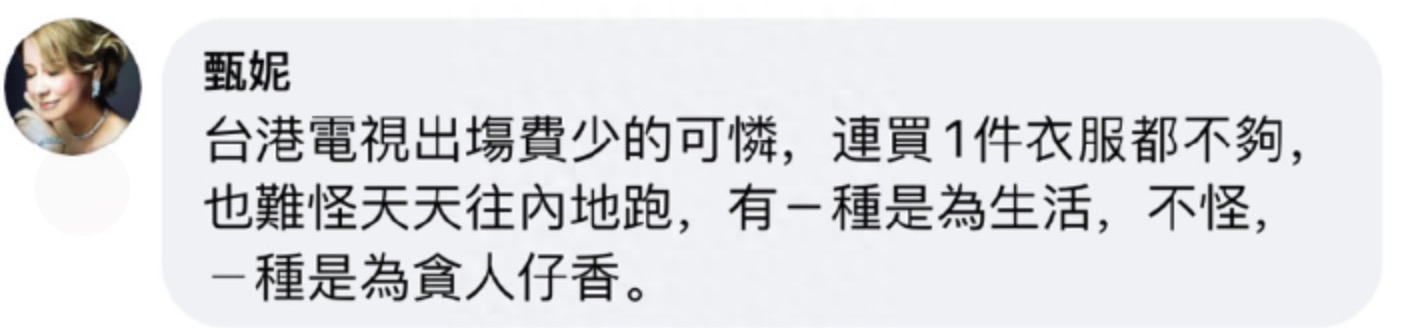 甄妮
台港電視出塲費少的可憐，連買1件衣服都不夠，
也難怪天天往內地跑，有－種是為生活，不怪，
－種是為貪人仔香。